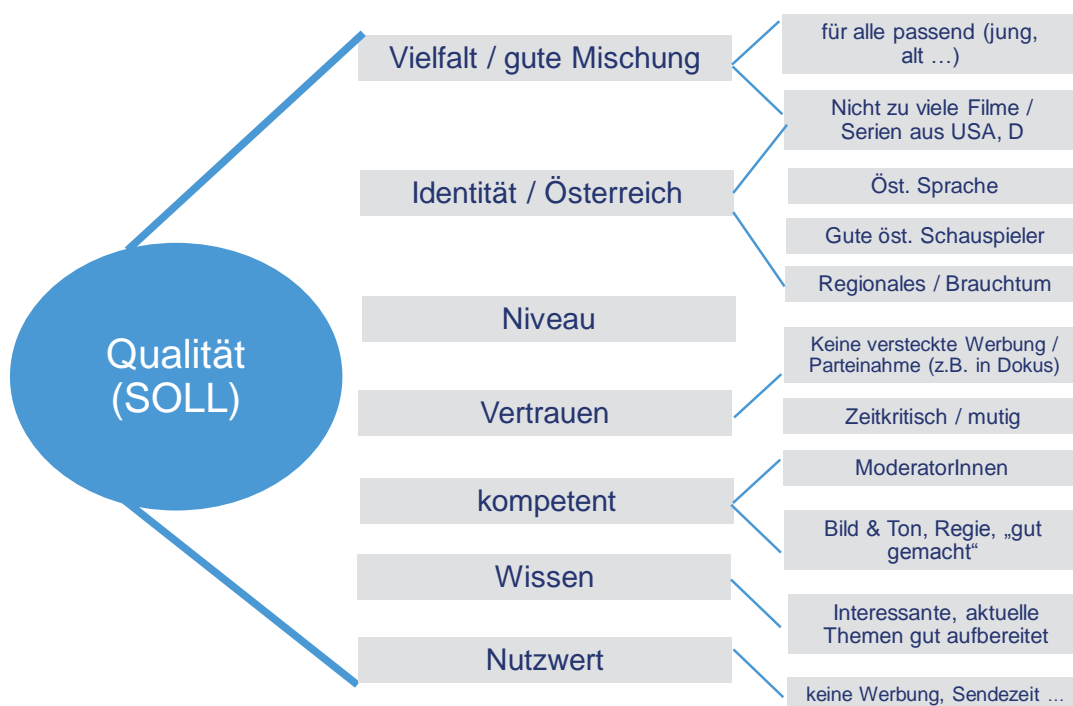 Qualität
(SOLL)
Vielfalt / gute Mischung
für alle passend (jung,
alt …)
Nicht zu viele Filme /
Serien aus USA, D
Identität / Österreich
Öst. Sprache
Gute öst. Schauspieler
Regionales / Brauchtum
Niveau
Vertrauen
Keine versteckte Werbung /
Parteinahme (z.B. in Dokus)
Zeitkritisch / mutig
kompetent
ModeratorInnen
Bild & Ton, Regie, „gut
gemacht“
Wissen
Interessante, aktuelle
Themen gut aufbereitet
Nutzwert
keine Werbung, Sendezeit …